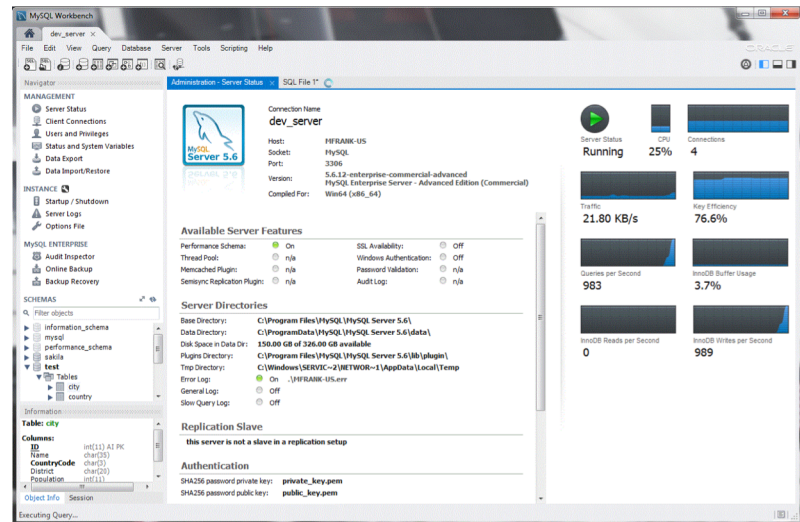 MySQL Workbench
dev_server
File Edit View Query Database Server Tools Scripting Help
ORACLE
Navigator
MANAGEMENT
Server Status
Client Connections
Users and Privileges
Status and System Variables
Data Export
Data Import/Restore
INSTANCE
Startup / Shutdown
Server Logs
Options File
MySQL ENTERPRISE
Audit Inspector
Online Backup
Backup Recovery
SCHEMAS
Filter objects
information_schema
mysql
performance_schema
sakila
test
Tables
city
country
Information
Table: city
Columns:
ID int(11) AI PK
Name char(35)
CountryCode char(3)
District char(20)
Population int(11)
Object Info Session
Executing Query...
Administration - Server Status SQL File 1*
MySQL
Server 5.6
Connection Name
dev_server
Host: MFRANK-US
Socket: MySQL
Port: 3306
Version: 5.6.12-enterprise-commercial-advanced
MySQL Enterprise Server - Advanced Edition (Commercial)
Compiled For: Win64 (x86_64)
Available Server Features
Performance Schema: On SSL Availability: Off
Thread Pool: n/a Windows Authentication: Off
Memcached Plugin: n/a Password Validation: n/a
Semisync Replication Plugin: n/a Audit Log: n/a
Server Directories
Base Directory: C:\Program Files\MySQL\MySQL Server 5.6\
Data Directory: C:\ProgramData\MySQL\MySQL Server 5.6\data\
Disk Space in Data Dir: 150.00 GB of 326.00 GB available
Plugins Directory: C:\Program Files\MySQL\MySQL Server 5.6\lib\plugin\
Tmp Directory: C:\Windows\SERVIC~2\NETWOR~1\AppData\Local\Temp
Error Log: On .\MFRANK-US.err
General Log: Off
Slow Query Log: Off
Replication Slave
this server is not a slave in a replication setup
Authentication
SHA256 password private key: private_key.pem
SHA256 password public key: public_key.pem
Server Status CPU Connections
Running 25% 4
Traffic Key Efficiency
21.80 KB/s 76.6%
Queries per Second InnoDB Buffer Usage
983 3.7%
InnoDB Reads per Second InnoDB Writes per Second
0 989